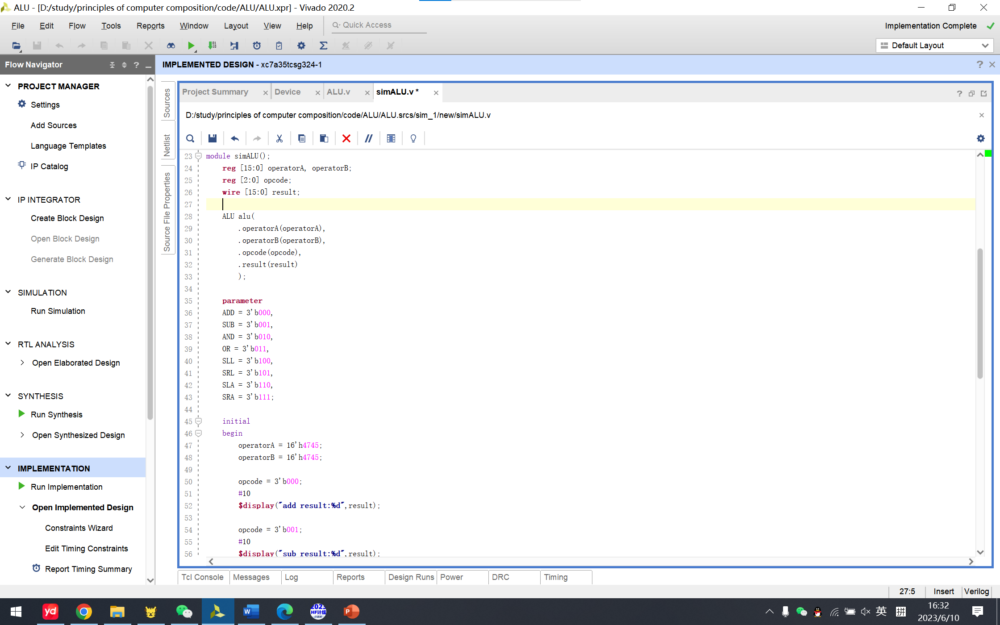 ALU - [D:/study/principles of computer composition/code/ALU/ALU.xpr] - Vivado 2020.2
File Edit Flow Tools Reports Window Layout View Help Quick Access Implementation Complete
Default Layout
Flow Navigator
IMPLEMENTED DESIGN - xc7a35tcsg324-1
PROJECT MANAGER
Settings
Add Sources
Language Templates
IP Catalog
IP INTEGRATOR
Create Block Design
Open Block Design
Generate Block Design
SIMULATION
Run Simulation
RTL ANALYSIS
Open Elaborated Design
SYNTHESIS
Run Synthesis
Open Synthesized Design
IMPLEMENTATION
Run Implementation
Open Implemented Design
Constraints Wizard
Edit Timing Constraints
Report Timing Summary
Sources
Netlist
Source File Properties
Project Summary Device ALU.v simALU.v *
D:/study/principles of computer composition/code/ALU/ALU.srcs/sim_1/new/simALU.v
23 module simALU();
24 reg [15:0] operatorA, operatorB;
25 reg [2:0] opcode;
26 wire [15:0] result;
27
28 ALU alu(
29 .operatorA(operatorA),
30 .operatorB(operatorB),
31 .opcode(opcode),
32 .result(result)
33 );
34
35 parameter
36 ADD = 3'b000,
37 SUB = 3'b001,
38 AND = 3'b010,
39 OR = 3'b011,
40 SLL = 3'b100,
41 SRL = 3'b101,
42 SLA = 3'b110,
43 SRA = 3'b111;
44
45 initial
46 begin
47 operatorA = 16'h4745;
48 operatorB = 16'h4745;
49
50 opcode = 3'b000;
51 #10
52 $display("add result:%d",result);
53
54 opcode = 3'b001;
55 #10
56 $display("sub result:%d",result);
Tcl Console Messages Log Reports Design Runs Power DRC Timing
27:5 Insert Verilog
yd
W
2023
HF计组
P
英
拼
16:32
2023/6/10